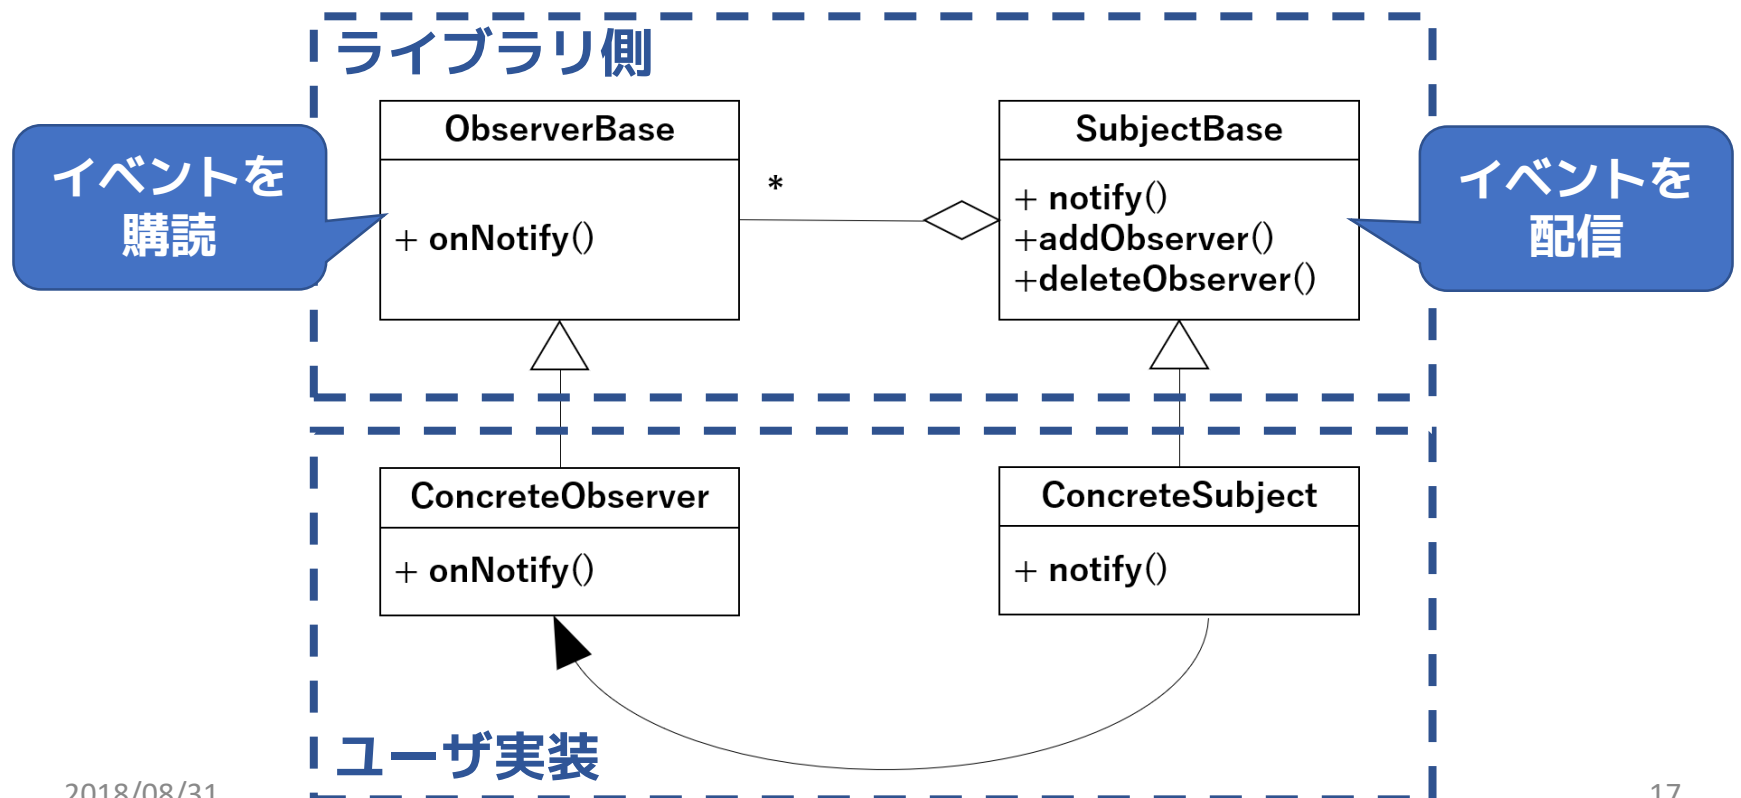 ライブラリ側
ObserverBase
SubjectBase
イベントを
購読
*
+ onNotify()
+ notify()
+addObserver()
+deleteObserver()
イベントを
配信
ConcreteObserver
ConcreteSubject
+ onNotify()
+ notify()
ユーザ実装
2018/08/31
17